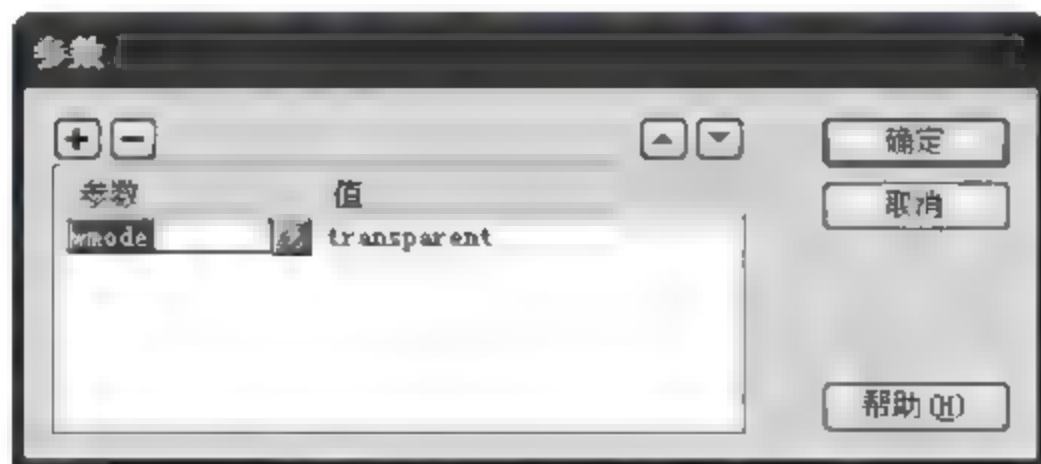 参数
确定
参数 值
取消
wmode transparent
帮助(H)